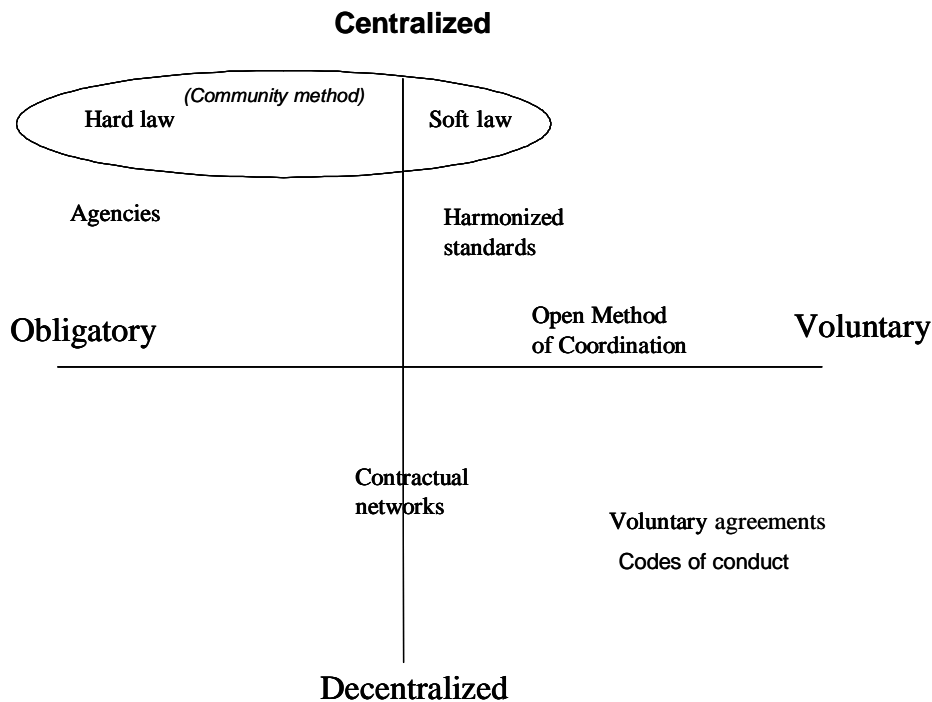 Centralized
(Community method)
Hard law
Soft law
Agencies
Harmonized
standards
Obligatory
Open Method
of Coordination
Voluntary
Contractual
networks
Voluntary agreements
Codes of conduct
Decentralized